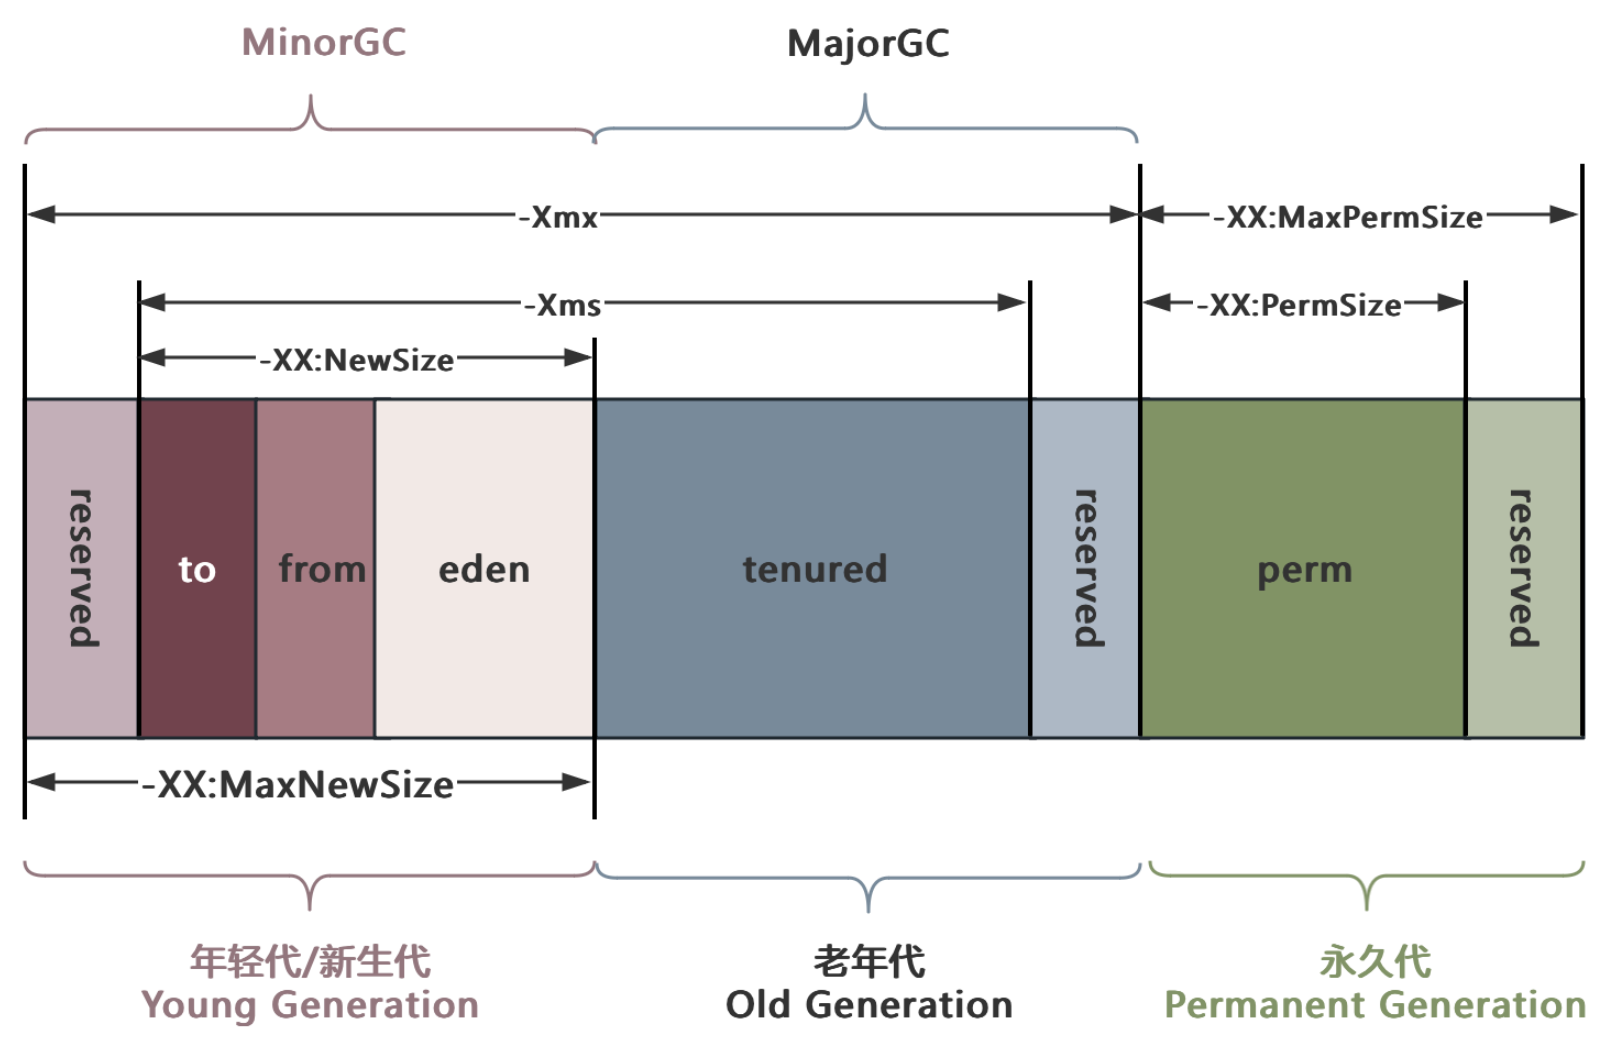 MinorGC
MajorGC
-Xmx
-XX:MaxPermSize
-Xms
-XX:PermSize
-XX:NewSize
reserved
to
from
eden
tenured
reserved
perm
reserved
-XX:MaxNewSize
年轻代/新生代
Young Generation
老年代
Old Generation
永久代
Permanent Generation